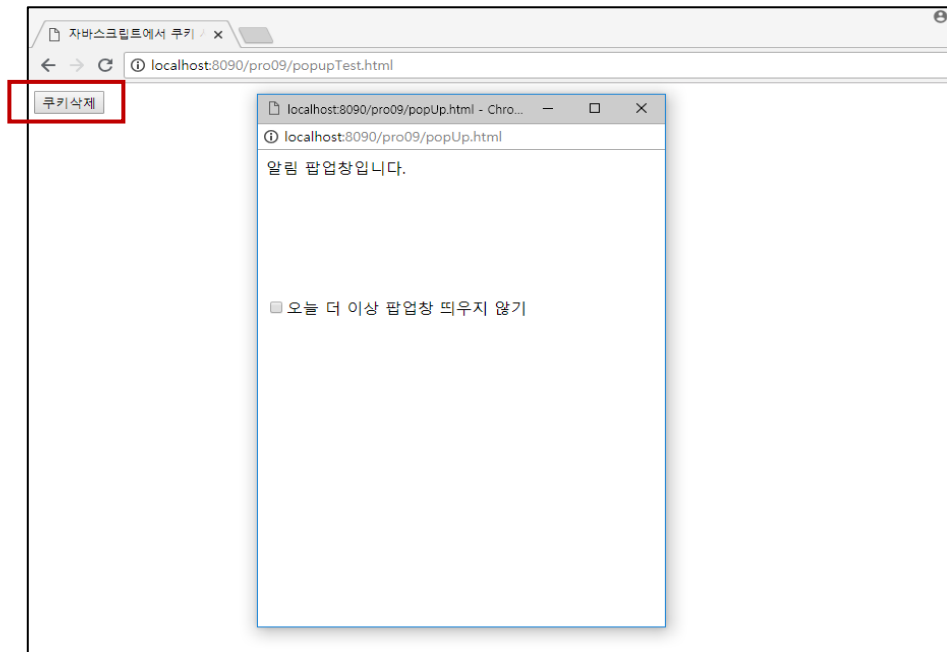 자바스크립트에서 쿠키
localhost:8090/pro09/popupTest.html
쿠키삭제
localhost:8090/pro09/popUp.html - Chro...
localhost:8090/pro09/popUp.html
알림 팝업창입니다.
오늘 더 이상 팝업창 띄우지 않기